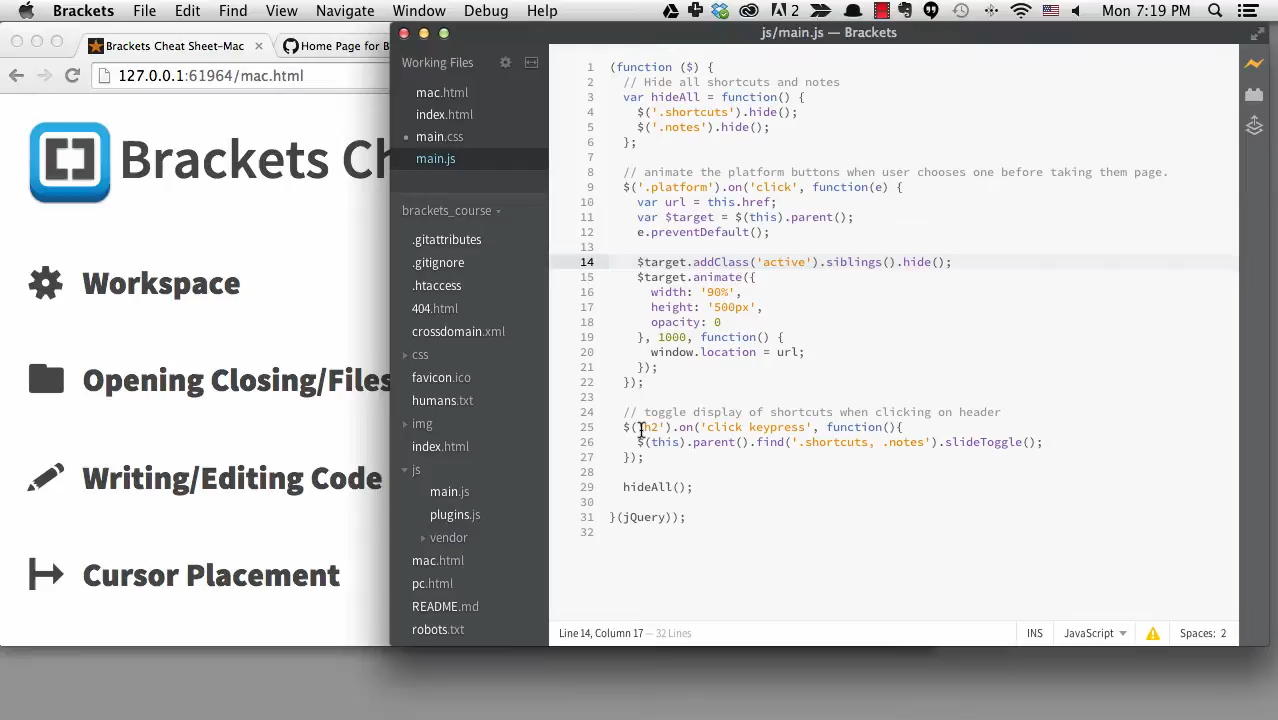 Brackets File Edit Find View Navigate Window Debug Help 2 Mon 7:19 PM
Brackets Cheat Sheet-Mac Home Page for B
127.0.0.1:61964/mac.html
Brackets Ch
Workspace
Opening Closing/Files
Writing/Editing Code
Cursor Placement
js/main.js — Brackets
Working Files
mac.html
index.html
main.css
main.js
brackets_course
.gitattributes
.gitignore
.htaccess
404.html
crossdomain.xml
css
favicon.ico
humans.txt
img
index.html
js
main.js
plugins.js
vendor
mac.html
pc.html
README.md
robots.txt
1 (function ($) {
2 // Hide all shortcuts and notes
3 var hideAll = function() {
4 $('.shortcuts').hide();
5 $('.notes').hide();
6 };
7
8 // animate the platform buttons when user chooses one before taking them page.
9 $('.platform').on('click', function(e) {
10 var url = this.href;
11 var $target = $(this).parent();
12 e.preventDefault();
13
14 $target.addClass('active').siblings().hide();
15 $target.animate({
16 width: '90%',
17 height: '500px',
18 opacity: 0
19 }, 1000, function() {
20 window.location = url;
21 });
22 });
23
24 // toggle display of shortcuts when clicking on header
25 $('h2').on('click keypress', function(){
26 $(this).parent().find('.shortcuts, .notes').slideToggle();
27 });
28
29 hideAll();
30
31 }(jQuery));
32
Line 14, Column 17 — 32 Lines INS JavaScript Spaces: 2